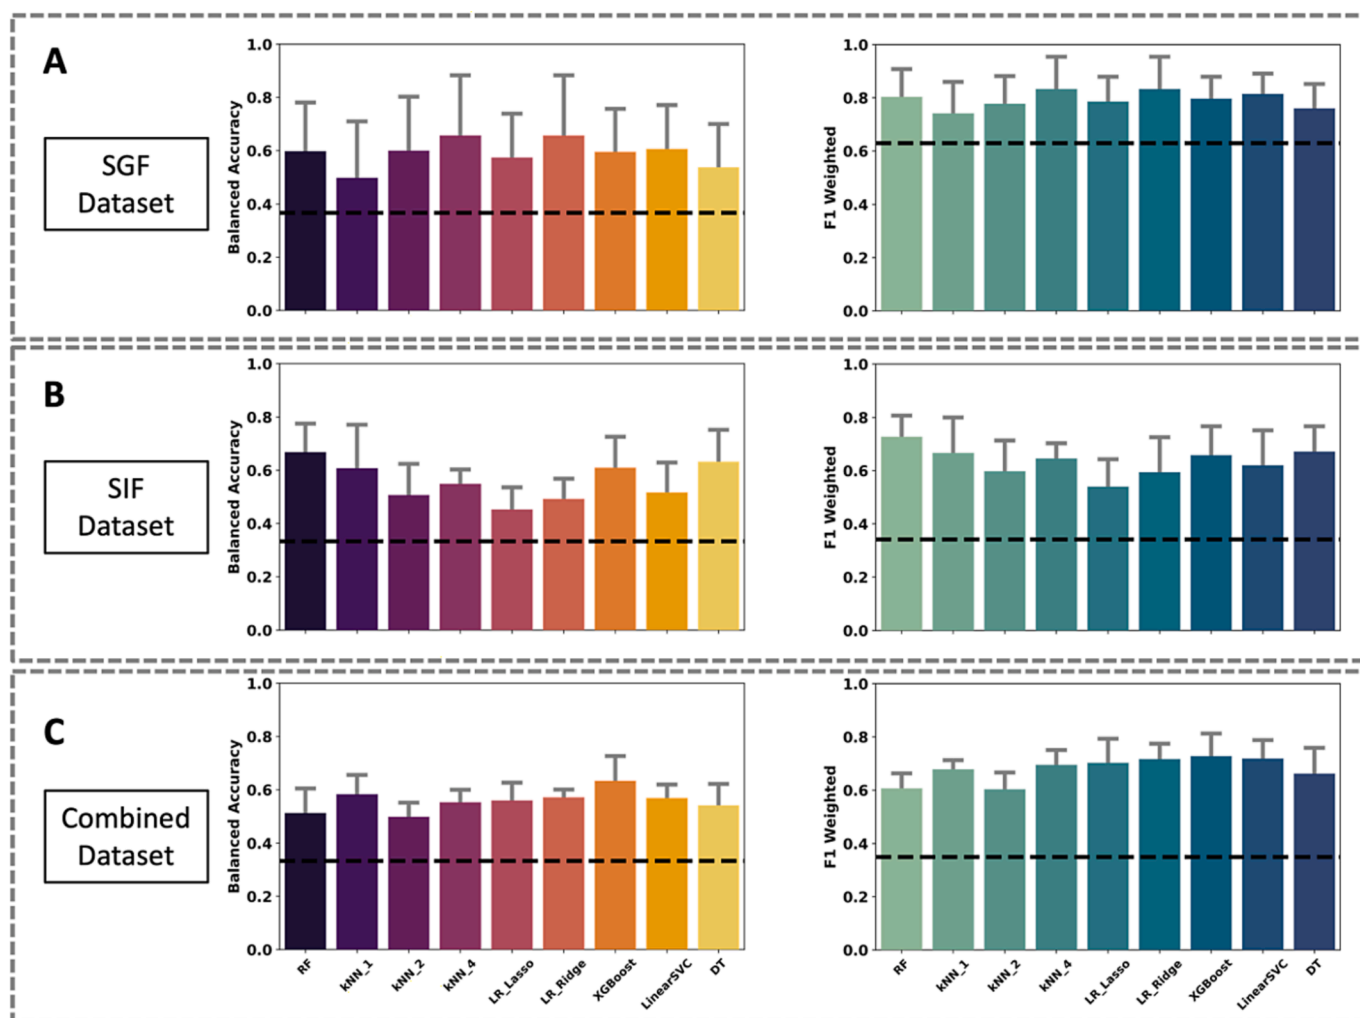 A
SGF
Dataset
Balanced Accuracy
1.0
0.8
0.6
0.4
0.2
0.0
F1 Weighted
1.0
0.8
0.6
0.4
0.2
0.0
B
SIF
Dataset
Balanced Accuracy
1.0
0.8
0.6
0.4
0.2
0.0
F1 Weighted
1.0
0.8
0.6
0.4
0.2
0.0
C
Combined
Dataset
Balanced Accuracy
1.0
0.8
0.6
0.4
0.2
0.0
RF
kNN_1
kNN_2
kNN_4
LR_Lasso
LR_Ridge
XGBoost
LinearSVC
DT
F1 Weighted
1.0
0.8
0.6
0.4
0.2
0.0
RF
kNN_1
kNN_2
kNN_4
LR_Lasso
LR_Ridge
XGBoost
LinearSVC
DT